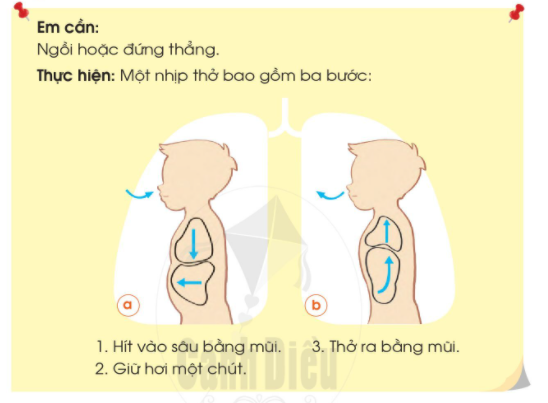 Em cần:
Ngồi hoặc đứng thẳng.
Thực hiện: Một nhịp thở bao gồm ba bước:
a
b
1. Hít vào sâu bằng mũi.
3. Thở ra bằng mũi.
2. Giữ hơi một chút.
Cánh Diều